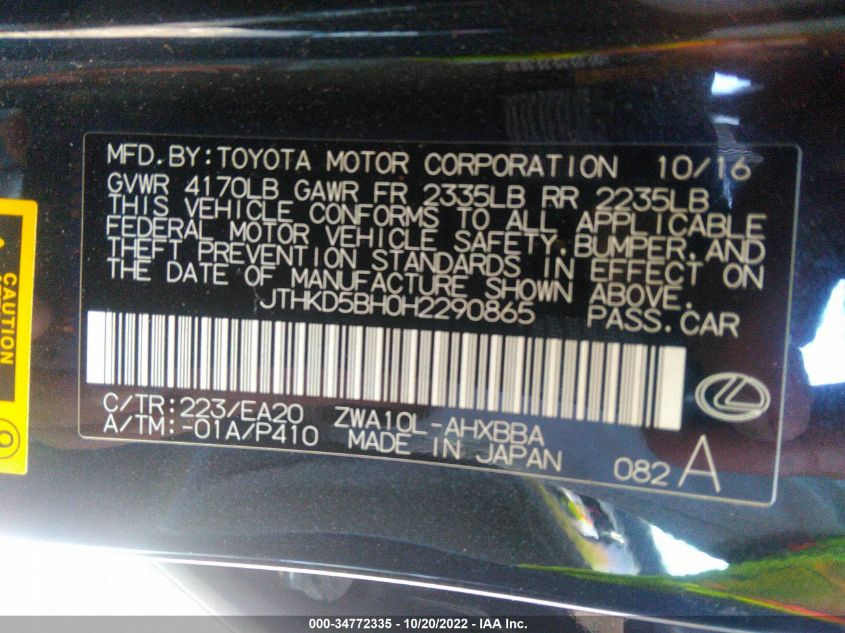 MFD.BY:TOYOTA MOTOR CORPORATION 10/16
GVWR 4170LB GAWR FR 2335LB RR 2235LB
THIS VEHICLE CONFORMS TO ALL APPLICABLE
FEDERAL MOTOR VEHICLE SAFETY,BUMPER,AND
THEFT PREVENTION STANDARDS IN EFFECT ON
THE DATE OF MANUFACTURE SHOWN ABOVE.
JTHKD5BH0H2290865 PASS.CAR
C/TR:223/EA20 ZWA10L-AHXBBA
A/TM:-01A/P410 MADE IN JAPAN
082 A
CAUTION
000-34772335 - 10/20/2022 - IAA Inc.